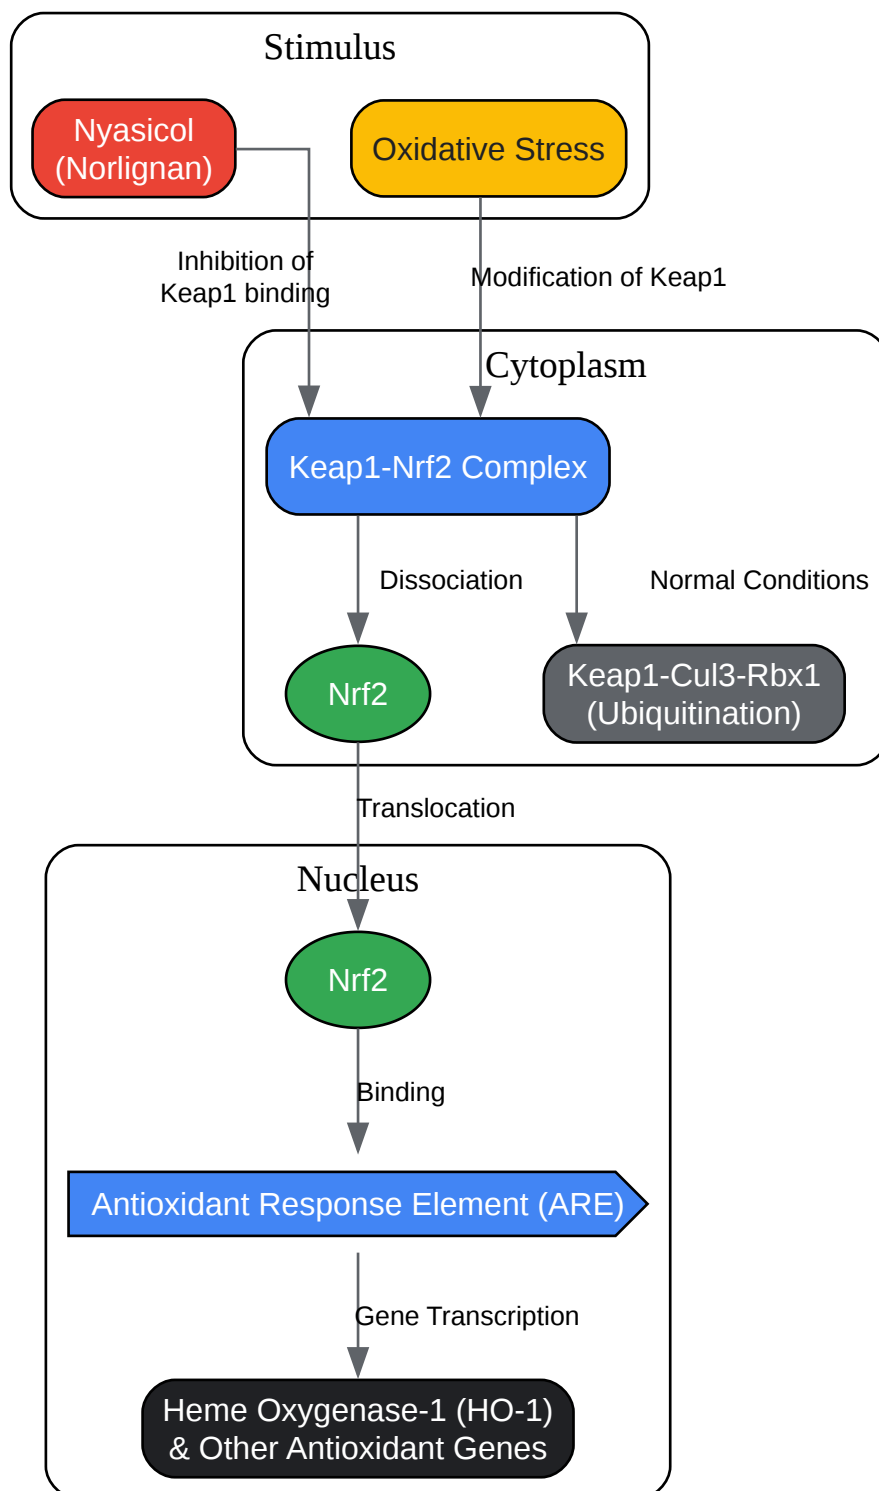 Stimulus
Nyasicol
(Norlignan)
Oxidative Stress
Inhibition of
Keap1 binding
Modification of Keap1
Cytoplasm
Keap1-Nrf2 Complex
Dissociation
Normal Conditions
Nrf2
Keap1-Cul3-Rbx1
(Ubiquitination)
Translocation
Nucleus
Nrf2
Binding
Antioxidant Response Element (ARE)
Gene Transcription
Heme Oxygenase-1 (HO-1)
& Other Antioxidant Genes